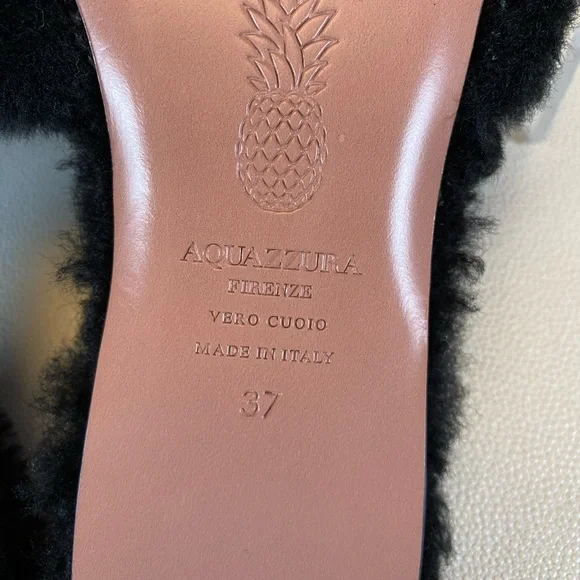 AQUAZZURA
FIRENZE
VERO CUOIO
MADE IN ITALY
37